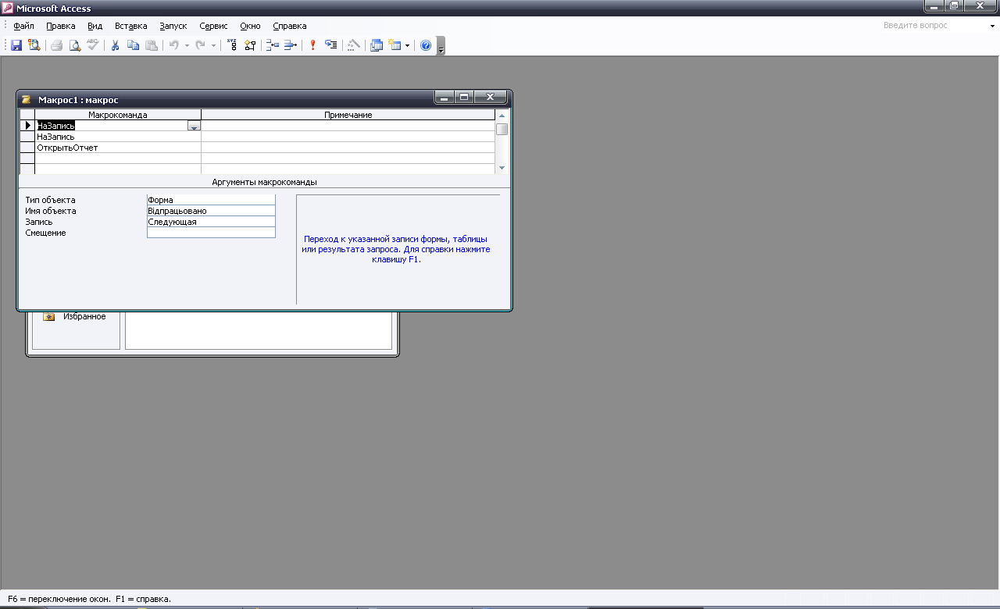 Microsoft Access
Файл Правка Вид Вставка Запуск Сервис Окно Справка Введите вопрос
Макрос1 : макрос
Макрокоманда Примечание
НаЗапись
НаЗапись
ОткрытьОтчет
Аргументы макрокоманды
Тип объекта Форма
Имя объекта Відпрацьовано
Запись Следующая
Смещение
Переход к указанной записи формы, таблицы
или результата запроса. Для справки нажмите
клавишу F1.
Избранное
F6 = переключение окон. F1 = справка.